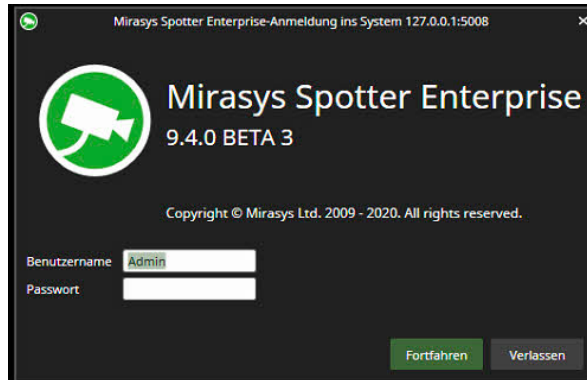 Mirasys Spotter Enterprise-Anmeldung ins System 127.0.0.1:5008
Mirasys Spotter Enterprise
9.4.0 BETA 3
Copyright © Mirasys Ltd. 2009 - 2020. All rights reserved.
Benutzername Admin
Passwort
Fortfahren Verlassen